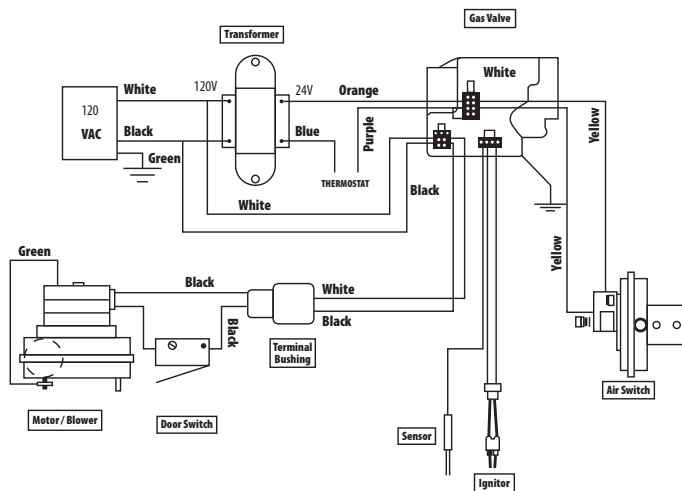 Gas Valve
Transformer
White
120V
24V
Orange
White
120
VAC
Black
Blue
Purple
Yellow
Green
THERMOSTAT
White
Black
Green
Yellow
Black
White
Black
Black
Terminal
Bushing
Motor / Blower
Door Switch
Air Switch
Sensor
Ignitor